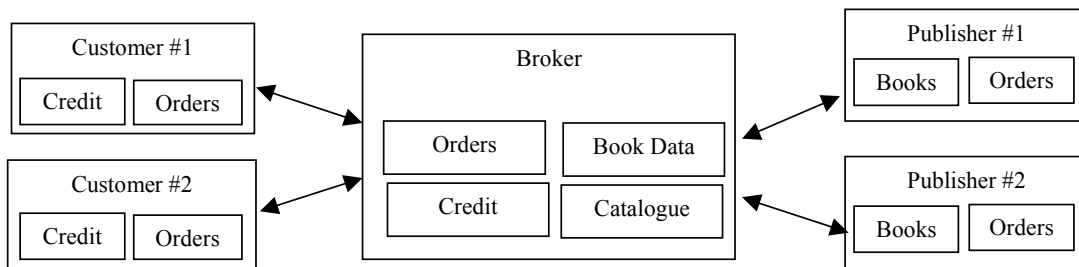 Customer #1
Credit
Orders
Customer #2
Credit
Orders
Broker
Orders
Book Data
Credit
Catalogue
Publisher #1
Books
Orders
Publisher #2
Books
Orders